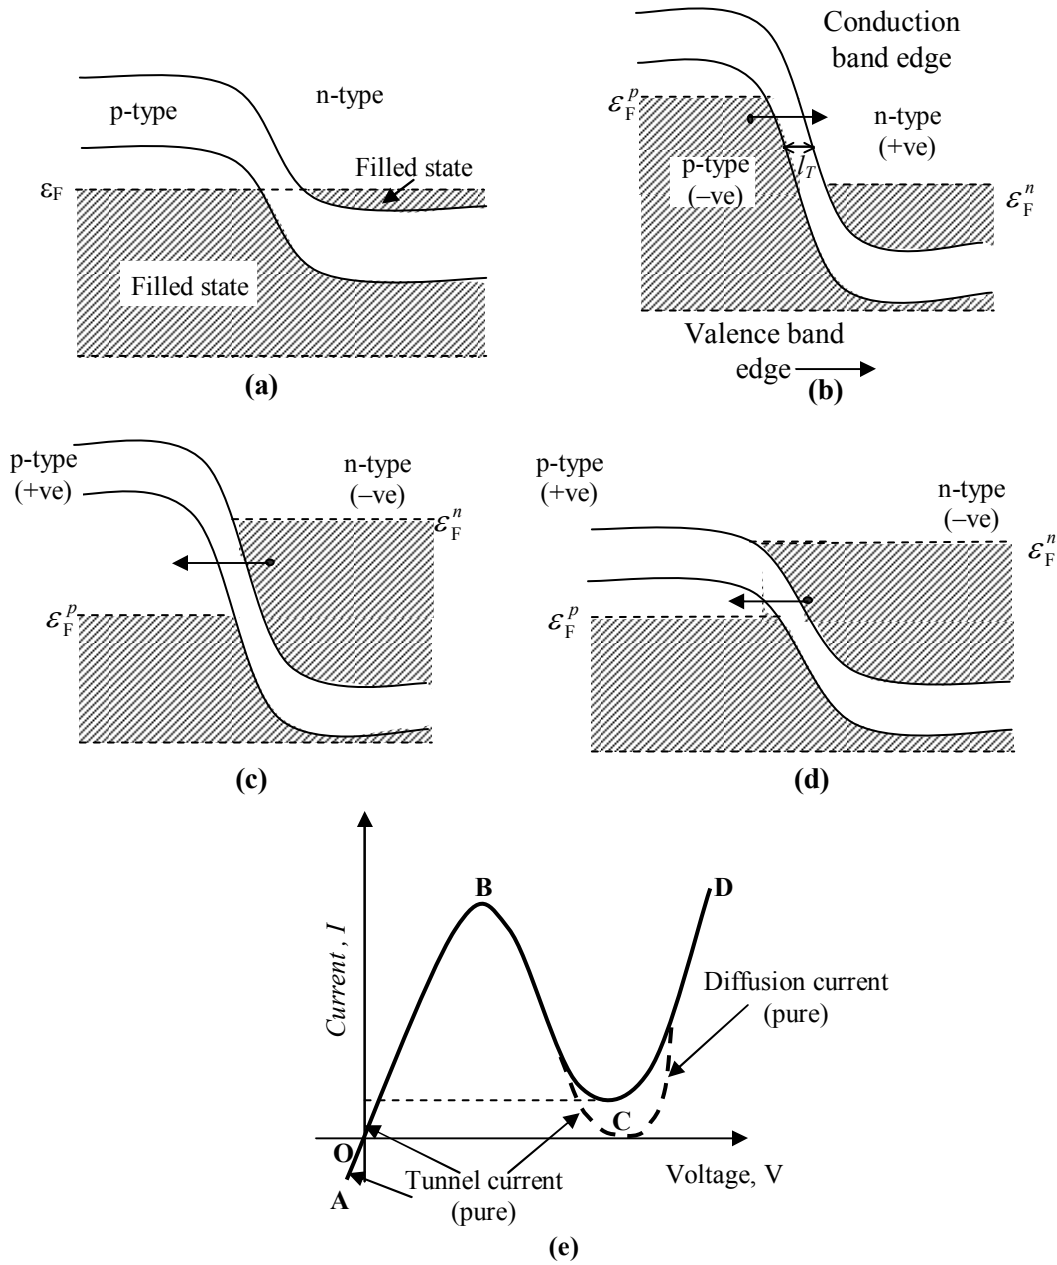 p-type
n-type
Filled state
εF
Filled state
(a)
Conduction
band edge
ε_F^p
n-type
(+ve)
l_T
p-type
(–ve)
ε_F^n
Valence band
edge
(b)
p-type
(+ve)
n-type
(–ve)
ε_F^n
ε_F^p
(c)
p-type
(+ve)
n-type
(–ve)
ε_F^n
ε_F^p
(d)
B
D
Current , I
Diffusion current
(pure)
C
O
Tunnel current
(pure)
Voltage, V
A
(e)